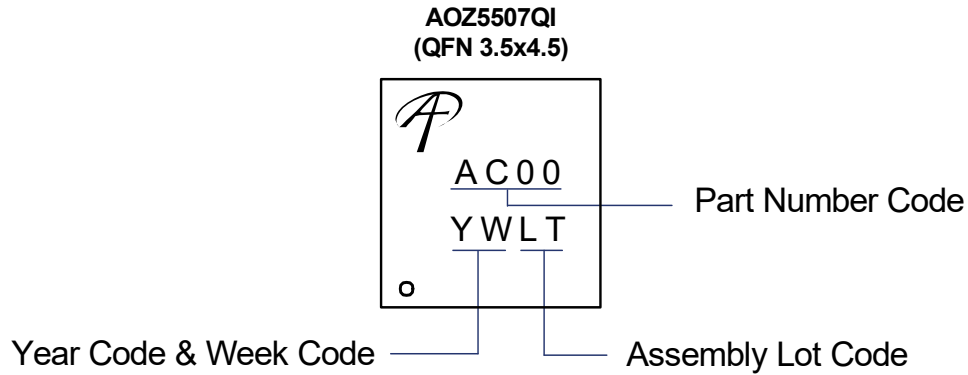 AOZ5507QI
(QFN 3.5x4.5)
AC00
Part Number Code
YWLT
Year Code & Week Code
Assembly Lot Code